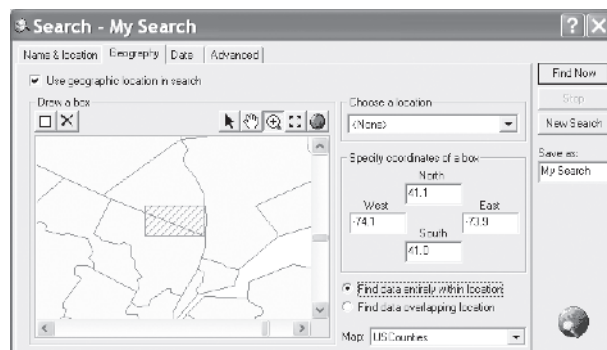 Search - My Search
Name & location Geography Date Advanced
Use geographic location in search
Draw a box
Choose a location
<None>
Specify coordinates of a box
North
41.1
West
East
-74.1
-73.9
South
41.0
Find data entirely within location
Find data overlapping location
Map: USCounties
Find Now
Stop
New Search
Save as:
My Search